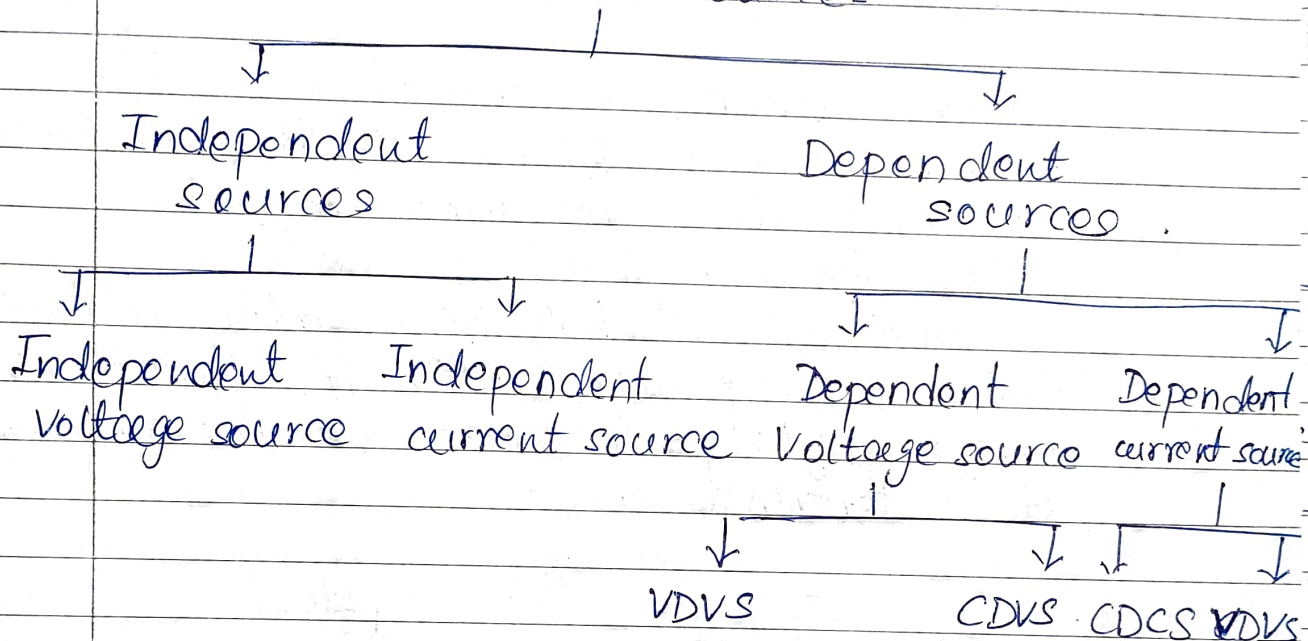 Independent
sources
Dependent
sources .
Independent
voltage source
Independent
current source
Dependent
Voltage source
Dependent
current source
VDVS
CDVS
CDCS
VDVS